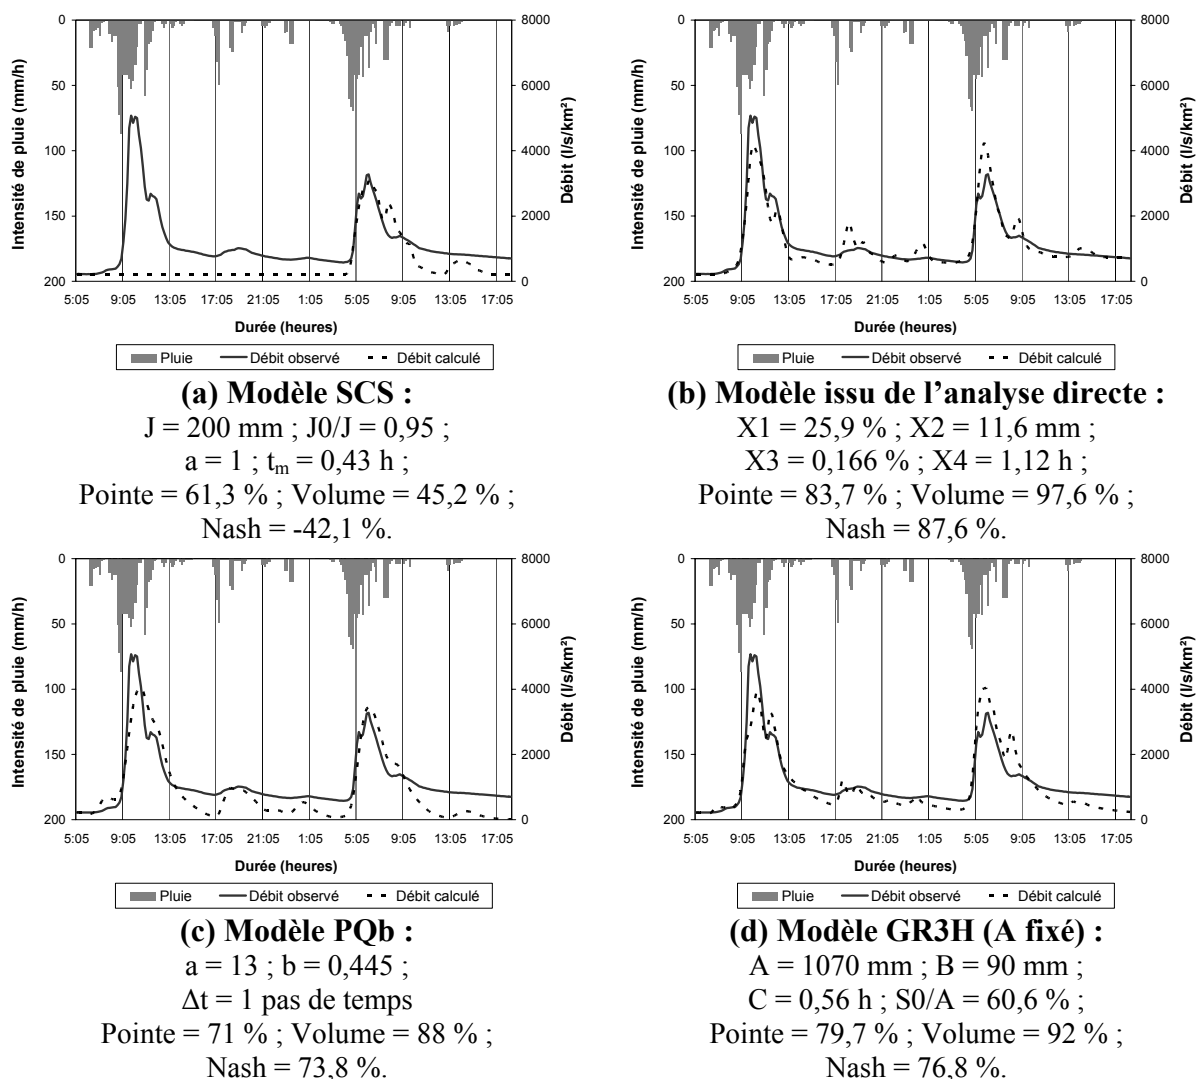 0
50
100
150
200
Intensité de pluie (mm/h)
8000
6000
4000
2000
0
Débit (l/s/km²)
5:05 9:05 13:05 17:05 21:05 1:05 5:05 9:05 13:05 17:05
Durée (heures)
Pluie Débit observé Débit calculé
(a) Modèle SCS :
J = 200 mm ; J0/J = 0,95 ;
a = 1 ; tm = 0,43 h ;
Pointe = 61,3 % ; Volume = 45,2 % ;
Nash = -42,1 %.
0
50
100
150
200
Intensité de pluie (mm/h)
8000
6000
4000
2000
0
Débit (l/s/km²)
5:05 9:05 13:05 17:05 21:05 1:05 5:05 9:05 13:05 17:05
Durée (heures)
Pluie Débit observé Débit calculé
(b) Modèle issu de l’analyse directe :
X1 = 25,9 % ; X2 = 11,6 mm ;
X3 = 0,166 % ; X4 = 1,12 h ;
Pointe = 83,7 % ; Volume = 97,6 % ;
Nash = 87,6 %.
0
50
100
150
200
Intensité de pluie (mm/h)
8000
6000
4000
2000
0
Débit (l/s/km²)
5:05 9:05 13:05 17:05 21:05 1:05 5:05 9:05 13:05 17:05
Durée (heures)
Pluie Débit observé Débit calculé
(c) Modèle PQb :
a = 13 ; b = 0,445 ;
Δt = 1 pas de temps
Pointe = 71 % ; Volume = 88 % ;
Nash = 73,8 %.
0
50
100
150
200
Intensité de pluie (mm/h)
8000
6000
4000
2000
0
Débit (l/s/km²)
5:05 9:05 13:05 17:05 21:05 1:05 5:05 9:05 13:05 17:05
Durée (heures)
Pluie Débit observé Débit calculé
(d) Modèle GR3H (A fixé) :
A = 1070 mm ; B = 90 mm ;
C = 0,56 h ; S0/A = 60,6 % ;
Pointe = 79,7 % ; Volume = 92 % ;
Nash = 76,8 %.